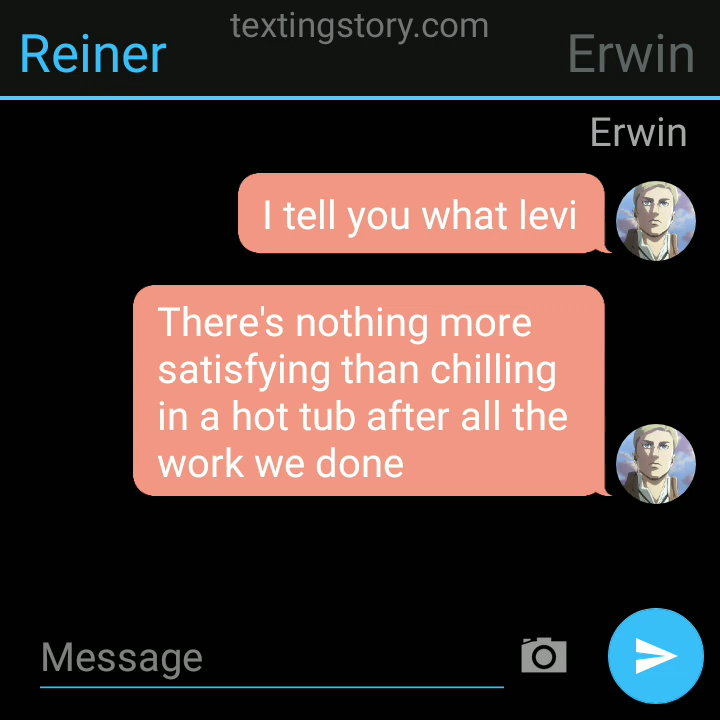 textingstory.com
Reiner
Erwin
Erwin
I tell you what levi
There's nothing more
satisfying than chilling
in a hot tub after all the
work we done
Message